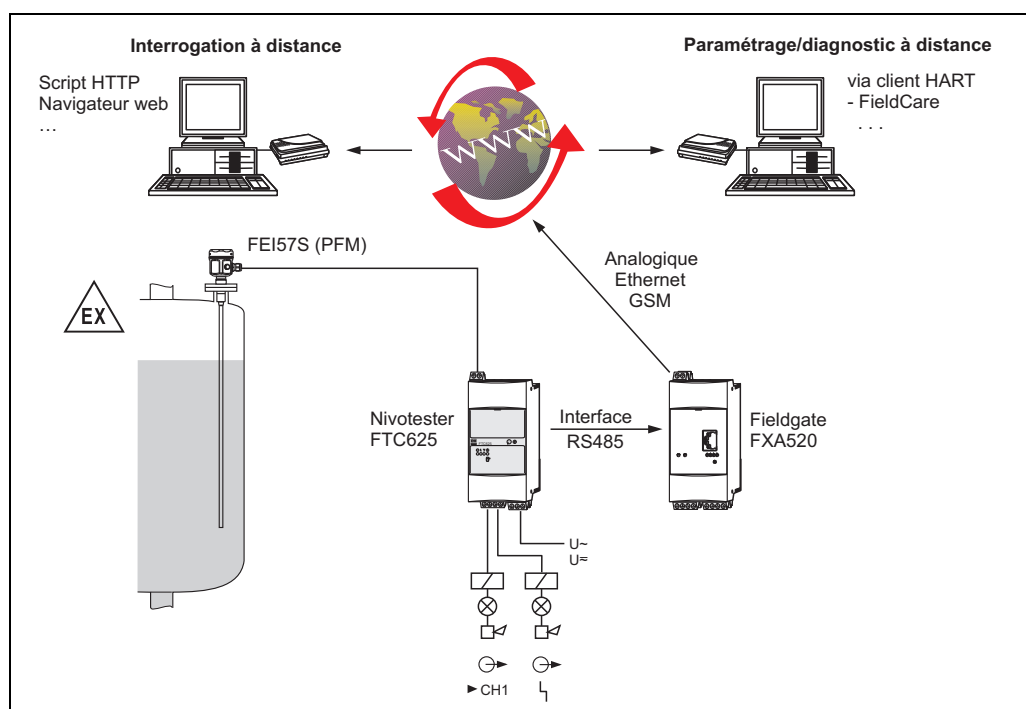 Interrogation à distance
Paramétrage/diagnostic à distance
Script HTTP
Navigateur web
...
via client HART
- FieldCare
. . .
WWW
FEI57S (PFM)
Analogique
Ethernet
GSM
EX
Nivotester
FTC625
Interface
RS485
Fieldgate
FXA520
U~
U≂
CH1